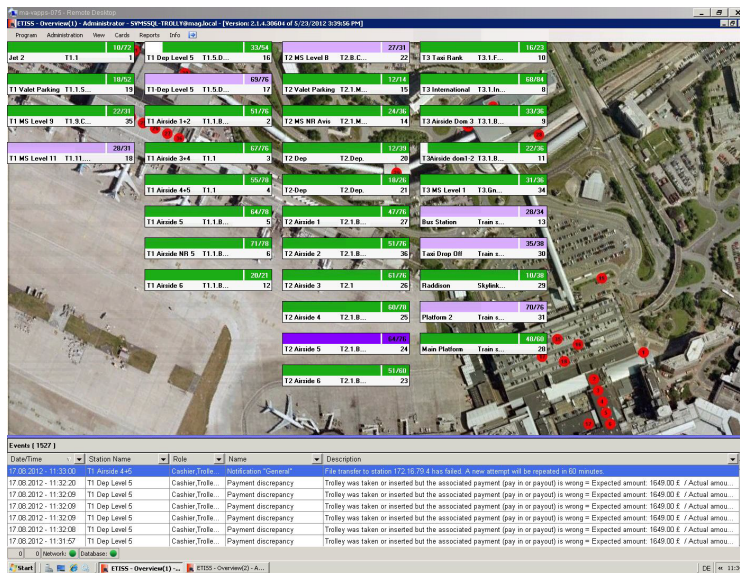 ma-vapps-075 - Remote Desktop
ETISS - Overview(1) - Administrator - SVMSSQL-TROLLY@mag.local - [Version: 2.1.4.30604 of 5/23/2012 3:39:56 PM]
Program Administration View Cards Reports Info
10/72 33/54 27/31 16/23
Jet 2 T1.1 1 T1 Dep Level 5 T1.5.D... 16 T2 MS Level B T2.B.C... 22 T3 Taxi Rank T3.1.F... 10
18/52 69/76 12/14 68/84
T1 Valet Parking T1.1.S... 19 T1 Dep Level 5 T1.5.D... 17 T2 Valet Parking T2.1.M... 15 T3 International T3.1.In... 8
22/31 51/76 24/36 33/36
T1 MS Level 9 T1.9.C... 35 T1 Airside 1+2 T1.1.B... 2 T2 MS NR Avis T2.1.M... 14 T3 Airside Dom 3 T3.1.B... 9
28/31 67/76 12/39 22/36
T1 MS Level 11 T1.11.... 18 T1 Airside 3+4 T1.1 3 T2 Dep T2.Dep. 20 T3Airside dom1-2 T3.1.B... 11
55/78 18/26 31/36
T1 Airside 4+5 T1.1 4 T2-Dep T2.Dep. 21 T3 MS Level 1 T3.Gn... 34
64/78 47/76 28/34
T1 Airside 5 T1.1.B... 5 T2 Airside 1 T2.1.B... 27 Bus Station Train s... 13
71/78 51/76 35/38
T1 Airside NR 5 T1.1.B... 6 T2 Airside 2 T2.1.B... 36 Taxi Drop Off Train s... 30
20/21 61/76 10/38
T1 Airside 6 T1.1.B... 12 T2 Airside 3 T2.1 26 Raddison Skylink... 29
60/78 70/76
T2 Airside 4 T2.1.B... 25 Platform 2 Train s... 31
64/76 48/60
T2 Airside 5 T2.1.B... 24 Main Platform Train s... 28
51/60
T2 Airside 6 T2.1.B... 23
Events ( 1527 )
Date/Time Station Name Role Name Description
17.08.2012 - 11:33:00 T1 Airside 4+5 Cashier,Trolle... Notification "General" File transfer to station 172.16.79.4 has failed. A new attempt will be repeated in 60 minutes.
17.08.2012 - 11:32:20 T1 Dep Level 5 Cashier,Trolle... Payment discrepancy Trolley was taken or inserted but the associated payment (pay in or payout) is wrong = Expected amount: 1649.00 £ / Actual amou...
17.08.2012 - 11:32:09 T1 Dep Level 5 Cashier,Trolle... Payment discrepancy Trolley was taken or inserted but the associated payment (pay in or payout) is wrong = Expected amount: 1649.00 £ / Actual amou...
17.08.2012 - 11:32:09 T1 Dep Level 5 Cashier,Trolle... Payment discrepancy Trolley was taken or inserted but the associated payment (pay in or payout) is wrong = Expected amount: 1649.00 £ / Actual amou...
17.08.2012 - 11:32:09 T1 Dep Level 5 Cashier,Trolle... Payment discrepancy Trolley was taken or inserted but the associated payment (pay in or payout) is wrong = Expected amount: 1649.00 £ / Actual amou...
17.08.2012 - 11:32:08 T1 Dep Level 5 Cashier,Trolle... Payment discrepancy Trolley was taken or inserted but the associated payment (pay in or payout) is wrong = Expected amount: 1649.00 £ / Actual amou...
17.08.2012 - 11:31:57 T1 Dep Level 5 Cashier,Trolle... Payment discrepancy Trolley was taken or inserted but the associated payment (pay in or payout) is wrong = Expected amount: 1649.00 £ / Actual amou...
0 0 Network: Database:
Start ETISS - Overview(1) -... ETISS - Overview(2) - A... DE « 11:3